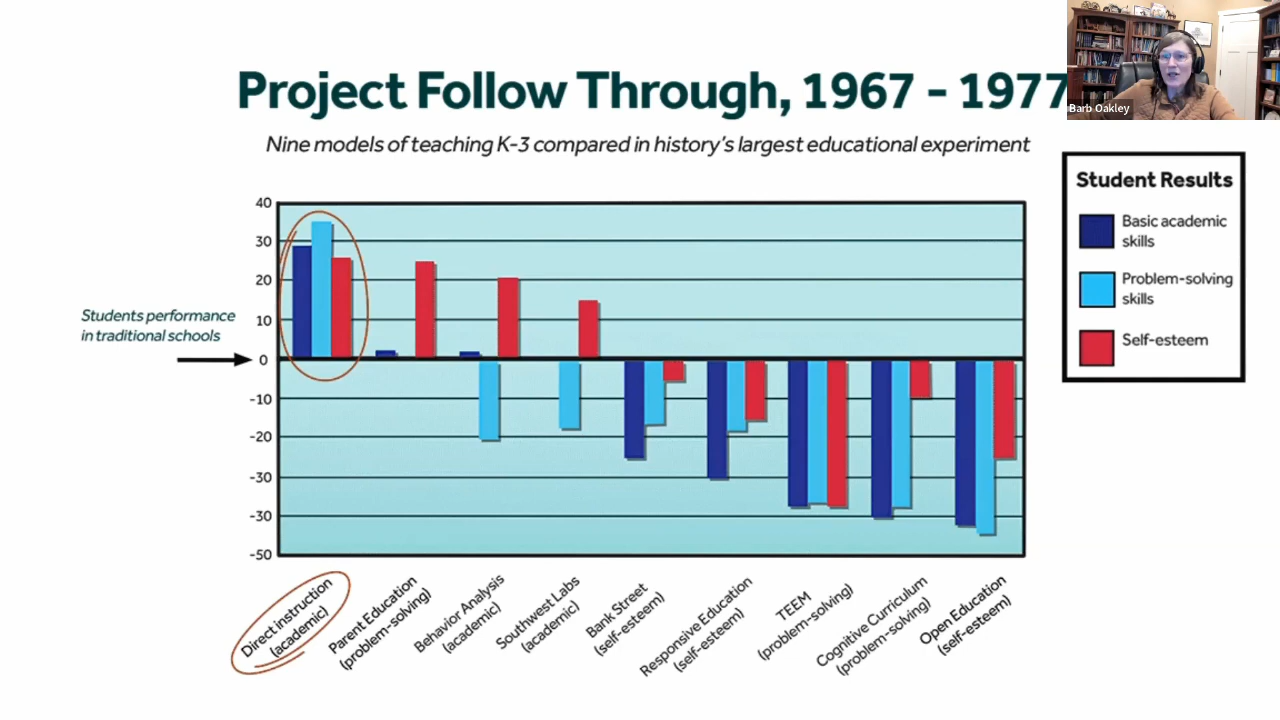 Project Follow Through, 1967 - 1977
Barb Oakley
Nine models of teaching K-3 compared in history's largest educational experiment
Student Results
Basic academic
skills
Problem-solving
skills
Self-esteem
Students performance
in traditional schools
40
30
20
10
0
-10
-20
-30
-30
-50
Direct instruction
(academic)
Parent Education
(problem-solving)
Behavior Analysis
(academic)
Southwest Labs
(academic)
Bank Street
(self-esteem)
Responsive Education
(self-esteem)
TEEM
(problem-solving)
Cognitive Curriculum
(problem-solving)
Open Education
(self-esteem)